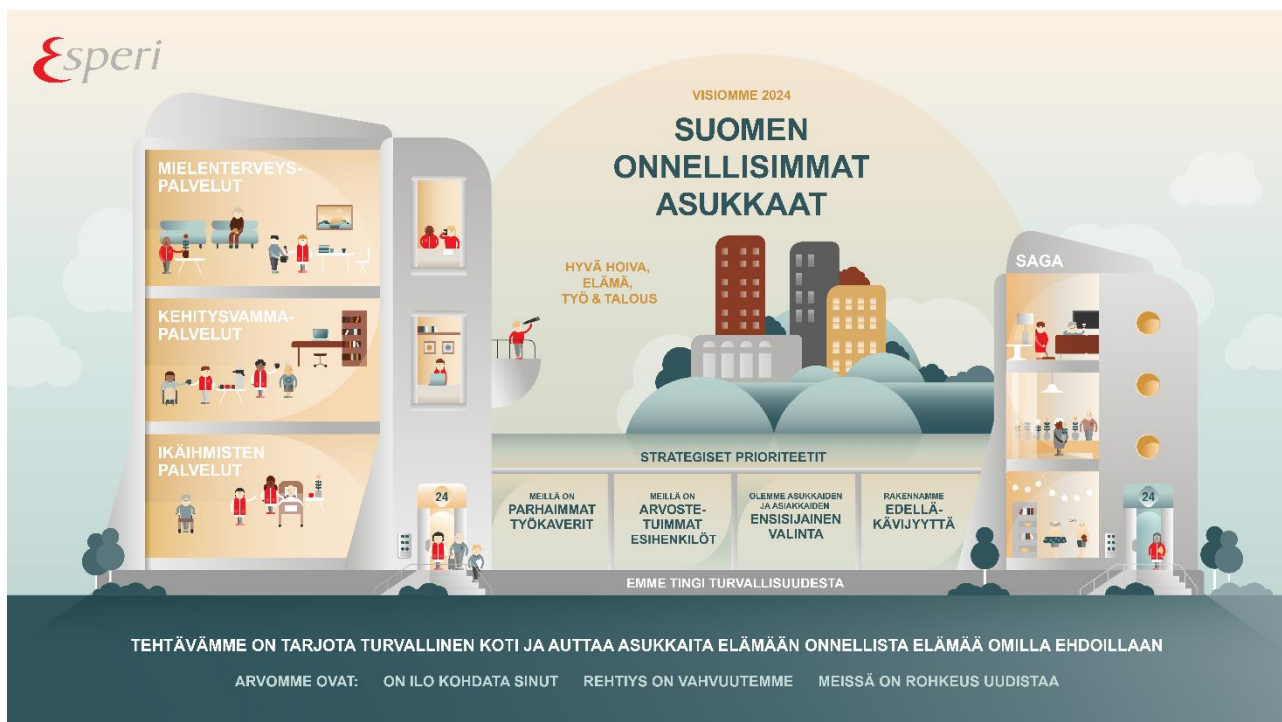 Esperi
VISIOMME 2024
SUOMEN
ONNELLISIMMAT
ASUKKAAT
HYVÄ HOIVA,
ELÄMÄ,
TYÖ & TALOUS
MIELENTERVEYS-
PALVELUT
KEHITYSVAMMA-
PALVELUT
IKÄIHMISTEN
PALVELUT
24
SAGA
24
STRATEGISET PRIORITEETIT
MEILLÄ ON
PARHAIMMAT
TYÖKAVERIT
MEILLÄ ON
ARVOSTE-
TUIMMAT
ESIHENKILÖT
OLEMME ASUKKAIDEN
JA ASIAKKAIDEN
ENSISIJAINEN
VALINTA
RAKENNAMME
EDELLÄ-
KÄVIJYYTTÄ
EMME TINGI TURVALLISUUDESTA
TEHTÄVÄMME ON TARJOTA TURVALLINEN KOTI JA AUTTAA ASUKKAITA ELÄMÄÄN ONNELLISTA ELÄMÄÄ OMILLA EHDOILLAAN
ARVOMME OVAT: ON ILO KOHDATA SINUT REHTIYS ON VAHVUUTEMME MEISSÄ ON ROHKEUS UUDISTAA